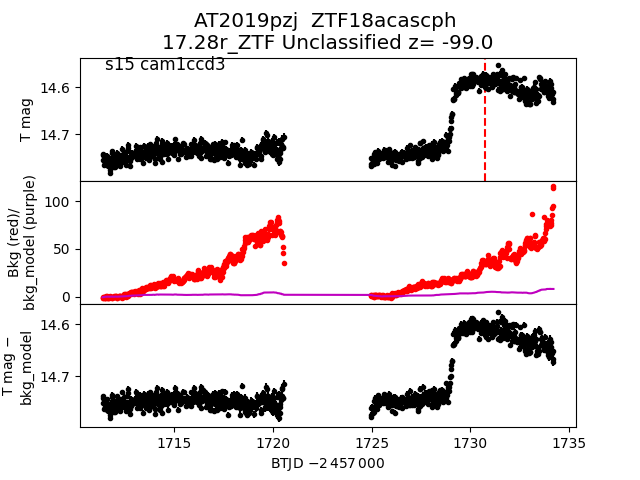 AT2019pzj  ZTF18acascph
17.28r_ZTF Unclassified z= -99.0
s15 cam1ccd3
14.6
14.7
T mag
100
50
0
Bkg (red)/
bkg_model (purple)
14.6
14.7
T mag −
bkg_model
1715
1720
1725
1730
1735
BTJD −2 457 000